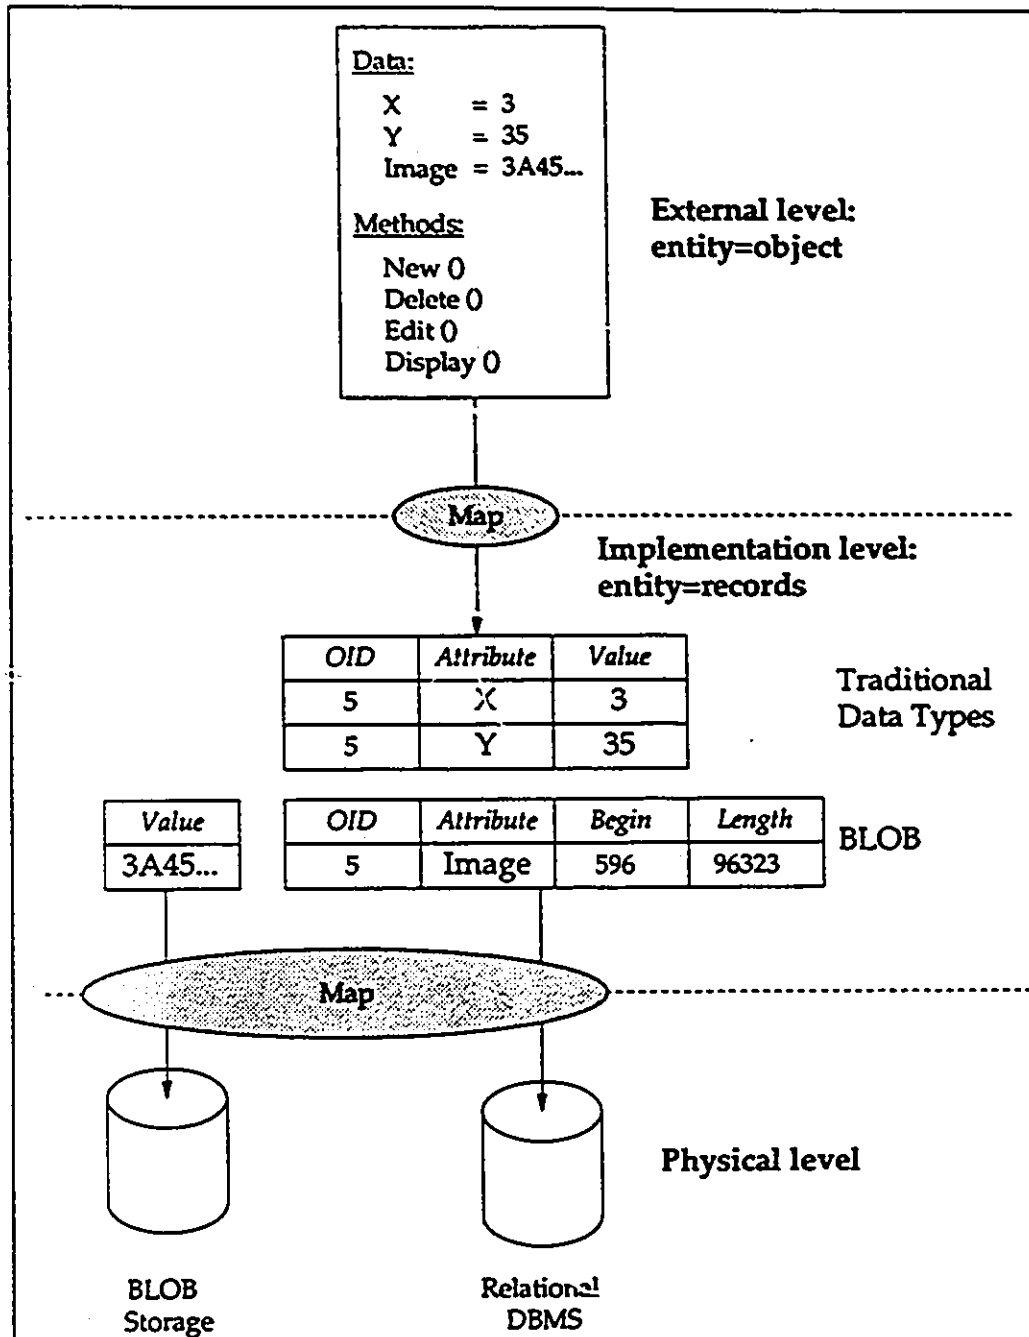 Data:
X = 3
Y = 35
Image = 3A45...
Methods:
New ()
Delete ()
Edit ()
Display ()
External level:
entity=object
Map
Implementation level:
entity=records
OID Attribute Value
5 X 3
5 Y 35
Traditional
Data Types
Value
3A45...
OID Attribute Begin Length
5 Image 596 96323
BLOB
Map
Physical level
BLOB
Storage
Relational
DBMS